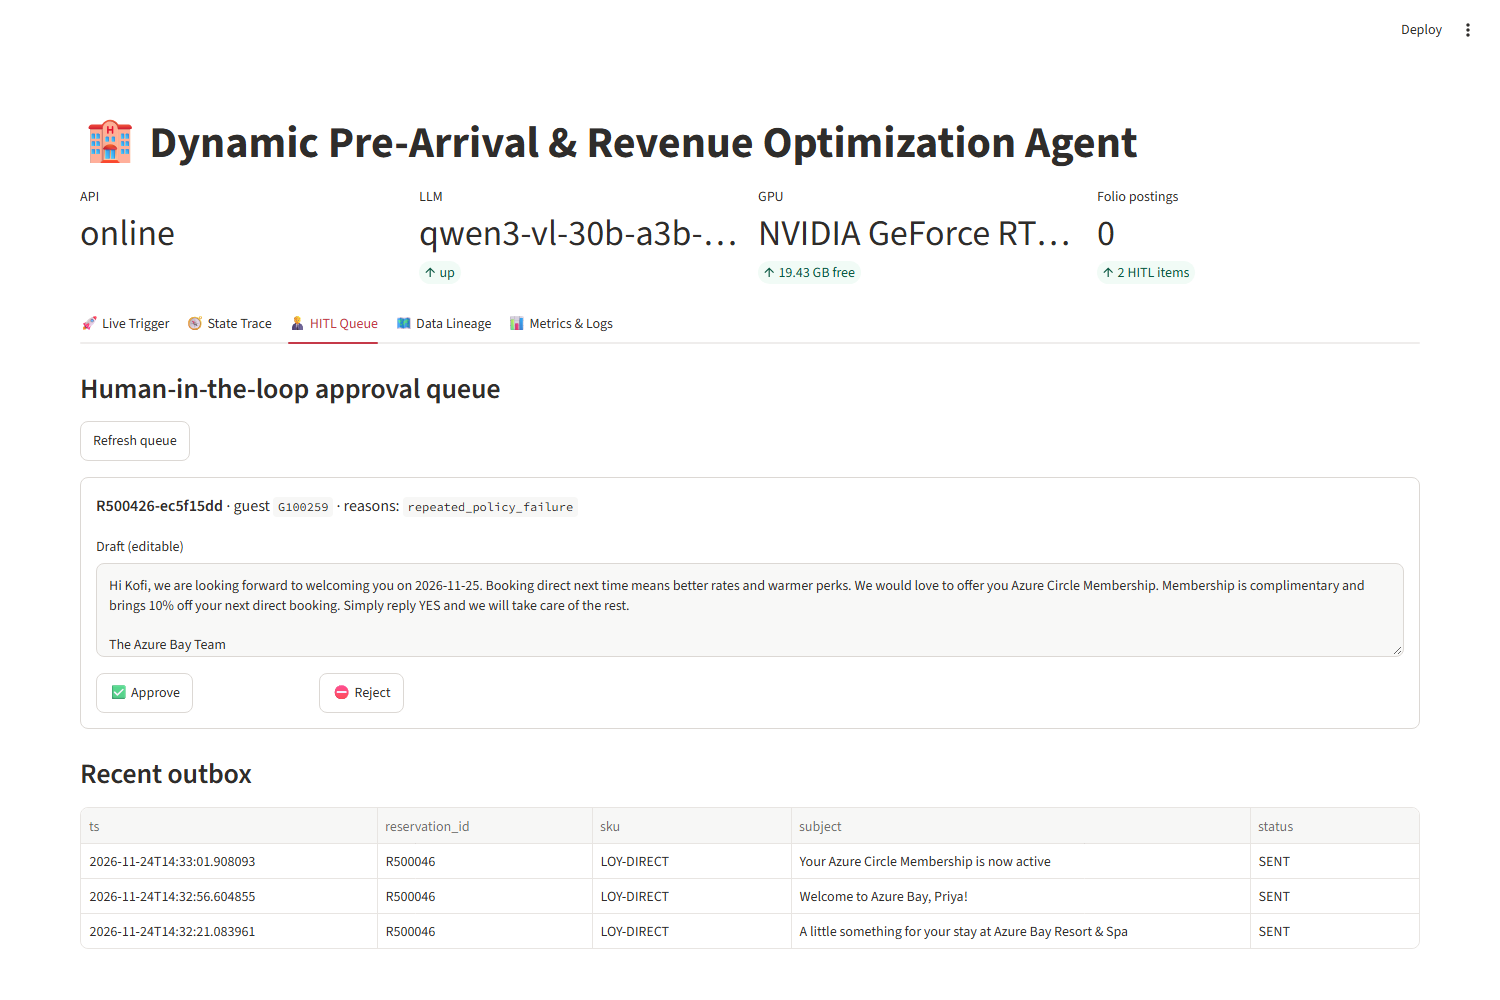 Deploy
🏩 Dynamic Pre-Arrival & Revenue Optimization Agent
API
online
LLM
qwen3-vl-30b-a3b-…
↑ up
GPU
NVIDIA GeForce RT…
↑ 19.43 GB free
Folio postings
0
↑ 2 HITL items
🚀 Live Trigger
🧭 State Trace
HITL Queue
🗺️ Data Lineage
📊 Metrics & Logs
Human-in-the-loop approval queue
Refresh queue
R500426-ec5f15dd · guest G100259 · reasons: repeated_policy_failure
Draft (editable)
Hi Kofi, we are looking forward to welcoming you on 2026-11-25. Booking direct next time means better rates and warmer perks. We would love to offer you Azure Circle Membership. Membership is complimentary and
brings 10% off your next direct booking. Simply reply YES and we will take care of the rest.
The Azure Bay Team
✅ Approve
⛔ Reject
Recent outbox
ts reservation_id sku subject status
2026-11-24T14:33:01.908093 R500046 LOY-DIRECT Your Azure Circle Membership is now active SENT
2026-11-24T14:32:56.604855 R500046 LOY-DIRECT Welcome to Azure Bay, Priya! SENT
2026-11-24T14:32:21.083961 R500046 LOY-DIRECT A little something for your stay at Azure Bay Resort & Spa SENT